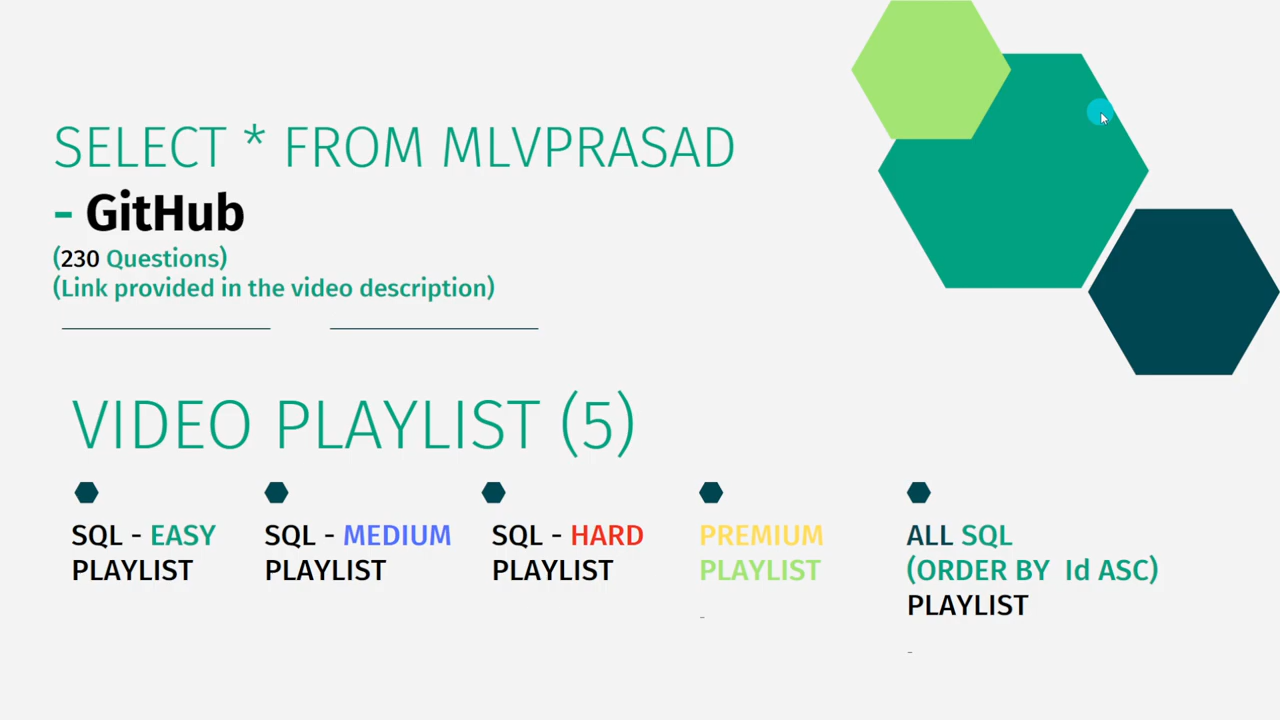 SELECT * FROM MLVPRASAD
- GitHub
(230 Questions)
(Link provided in the video description)
VIDEO PLAYLIST (5)
SQL - EASY
PLAYLIST
SQL - MEDIUM
PLAYLIST
SQL - HARD
PLAYLIST
PREMIUM
PLAYLIST
-
ALL SQL
(ORDER BY Id ASC)
PLAYLIST
-